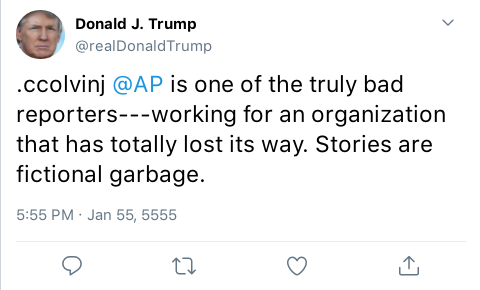 Donald J. Trump
@realDonaldTrump
.ccolvinj @AP is one of the truly bad
reporters---working for an organization
that has totally lost its way. Stories are
fictional garbage.
5:55 PM · Jan 55, 5555